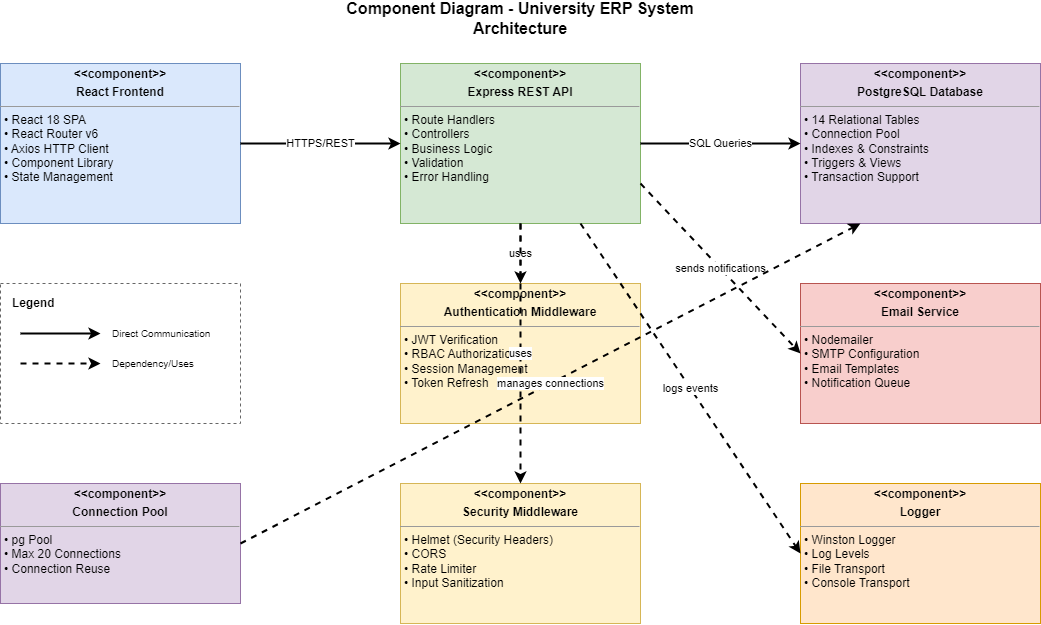 Component Diagram - University ERP System
Architecture
<<component>>
React Frontend
• React 18 SPA
• React Router v6
• Axios HTTP Client
• Component Library
• State Management
HTTPS/REST
<<component>>
Express REST API
• Route Handlers
• Controllers
• Business Logic
• Validation
• Error Handling
SQL Queries
<<component>>
PostgreSQL Database
• 14 Relational Tables
• Connection Pool
• Indexes & Constraints
• Triggers & Views
• Transaction Support
uses
sends notifications
Legend
Direct Communication
Dependency/Uses
<<component>>
Authentication Middleware
• JWT Verification
• RBAC Authorizatio
uses
• Session Management
• Token Refresh
manages connections
logs events
<<component>>
Email Service
• Nodemailer
• SMTP Configuration
• Email Templates
• Notification Queue
<<component>>
Connection Pool
• pg Pool
• Max 20 Connections
• Connection Reuse
<<component>>
Security Middleware
• Helmet (Security Headers)
• CORS
• Rate Limiter
• Input Sanitization
<<component>>
Logger
• Winston Logger
• Log Levels
• File Transport
• Console Transport